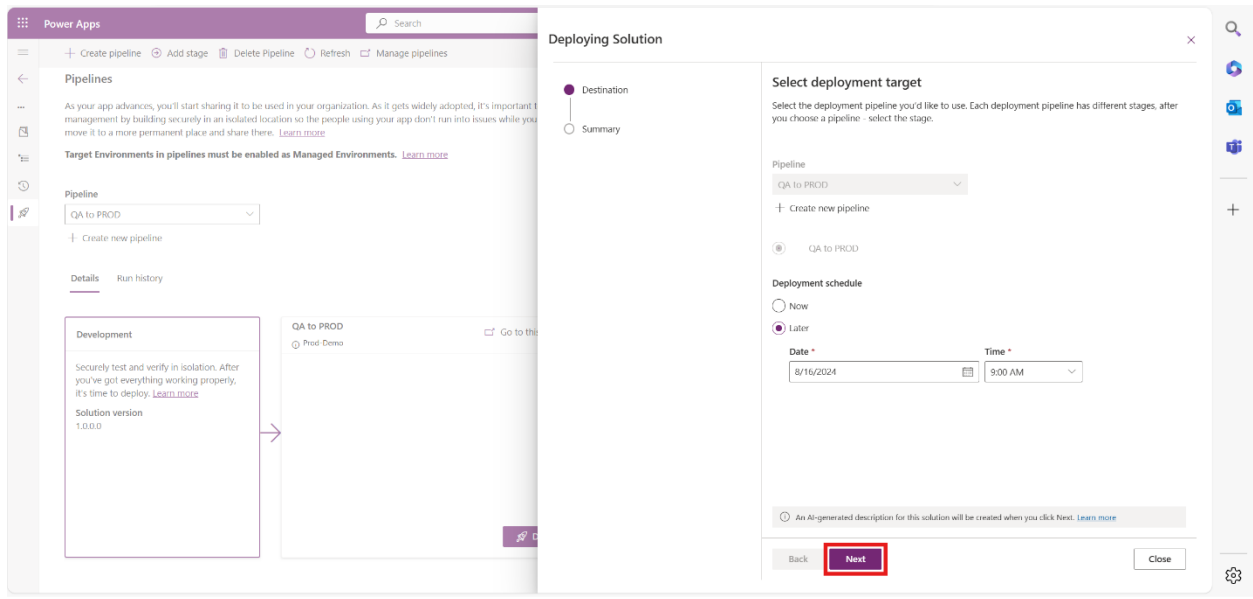 Power Apps
Search
Create pipeline Add stage Delete Pipeline Refresh Manage pipelines
Pipelines
As your app advances, you'll start sharing it to be used in your organization. As it gets widely adopted, it's important t
management by building securely in an isolated location so the people using your app don't run into issues while you
move it to a more permanent place and share there. Learn more
Target Environments in pipelines must be enabled as Managed Environments. Learn more
Pipeline
QA to PROD
Create new pipeline
Details Run history
Development
Securely test and verify in isolation. After
you've got everything working properly,
it's time to deploy. Learn more
Solution version
1.0.0.0
QA to PROD
Prod-Demo
Go to this
D
Deploying Solution
Destination
Summary
Select deployment target
Select the deployment pipeline you'd like to use. Each deployment pipeline has different stages, after
you choose a pipeline - select the stage.
Pipeline
QA to PROD
Create new pipeline
QA to PROD
Deployment schedule
Now
Later
Date * Time *
8/16/2024 9:00 AM
An AI-generated description for this solution will be created when you click Next. Learn more
Back Next Close